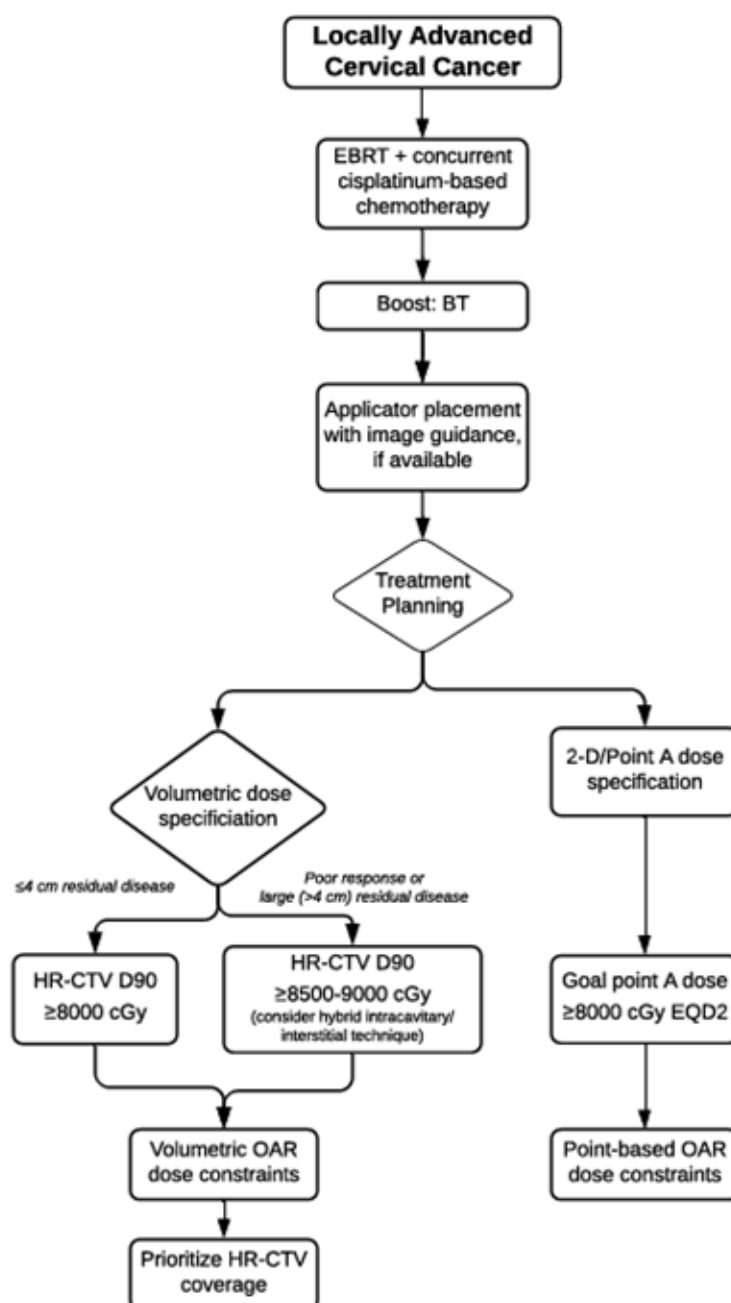 Locally Advanced
Cervical Cancer
EBRT + concurrent
cisplatinum-based
chemotherapy
Boost: BT
Applicator placement
with image guidance,
if available
Treatment
Planning
Volumetric dose
specificiation
2-D/Point A dose
specification
≤4 cm residual disease
Poor response or
large (>4 cm) residual disease
HR-CTV D90
≥8000 cGy
HR-CTV D90
≥8500-9000 cGy
(consider hybrid intracavitary/
interstitial technique)
Goal point A dose
≥8000 cGy EQD2
Volumetric OAR
dose constraints
Point-based OAR
dose constraints
Prioritize HR-CTV
coverage